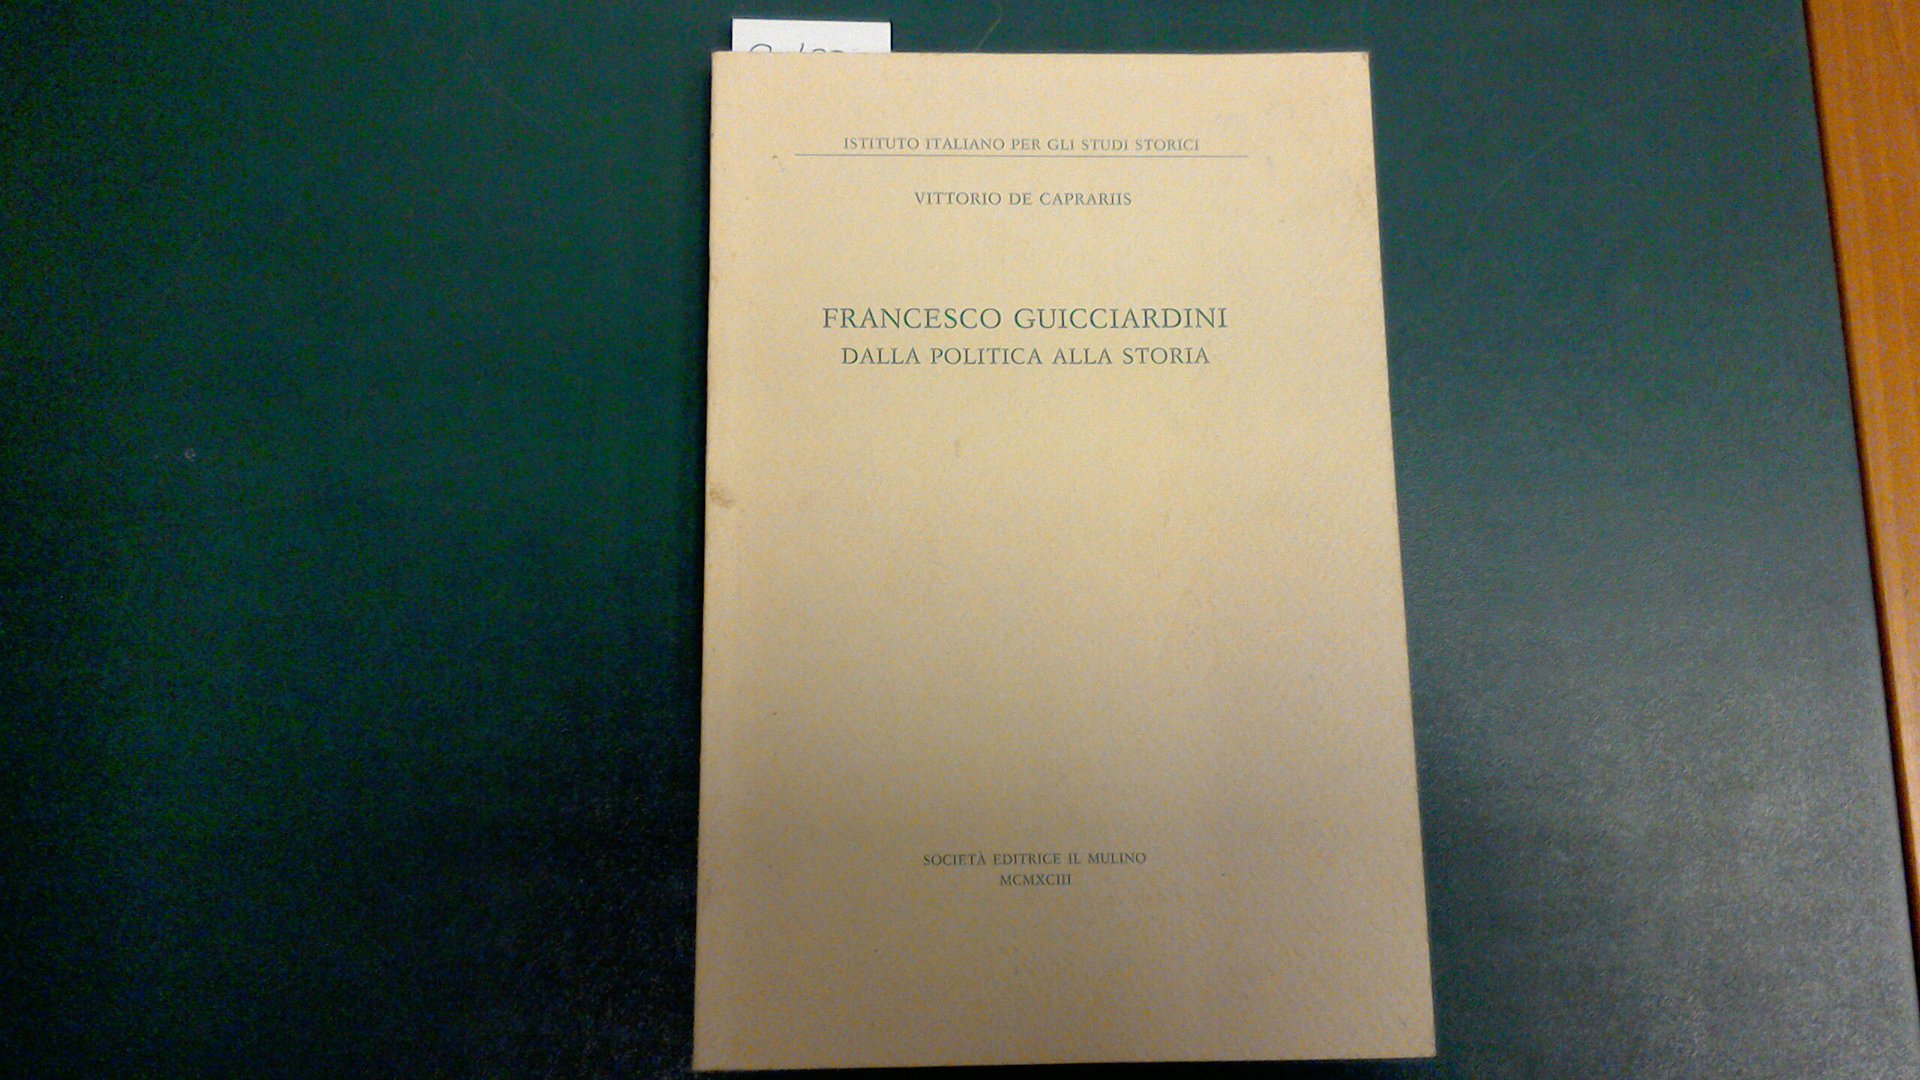 ISTITUTO ITALIANO PER GLI STUDI STORICI
VITTORIO DE CAPRARIIS
FRANCESCO GUICCIARDINI
DALLA POLITICA ALLA STORIA
SOCIETÀ EDITRICE IL MULINO
MCMXCIII